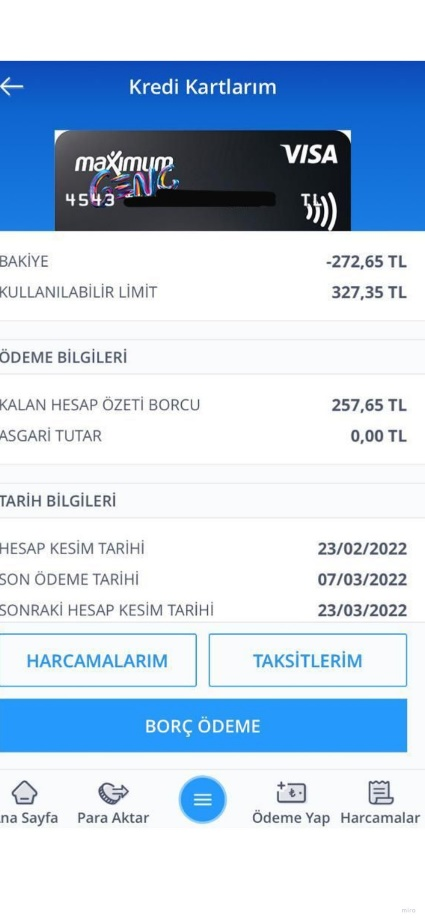 Kredi Kartlarım
maximum
VISA
GENÇ
4543 TL
BAKİYE -272,65 TL
KULLANILABİLİR LİMİT 327,35 TL
ÖDEME BİLGİLERİ
KALAN HESAP ÖZETİ BORCU 257,65 TL
ASGARİ TUTAR 0,00 TL
TARİH BİLGİLERİ
HESAP KESİM TARİHİ 23/02/2022
SON ÖDEME TARİHİ 07/03/2022
SONRAKİ HESAP KESİM TARİHİ 23/03/2022
HARCAMALARIM TAKSİTLERİM
BORÇ ÖDEME
na Sayfa Para Aktar Ödeme Yap Harcamalar